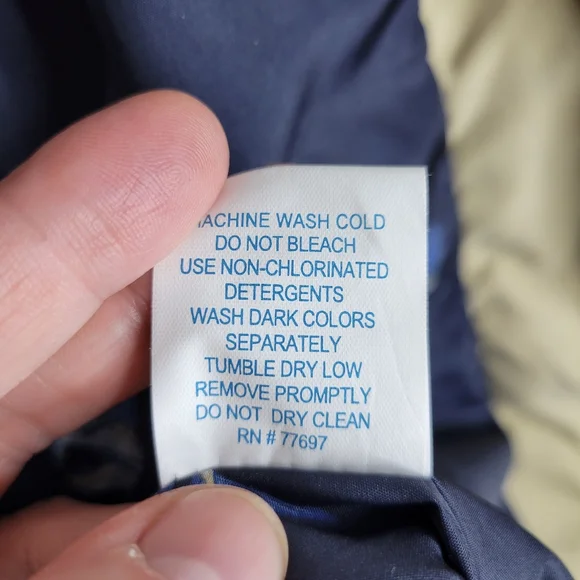 MACHINE WASH COLD
DO NOT BLEACH
USE NON-CHLORINATED
DETERGENTS
WASH DARK COLORS
SEPARATELY
TUMBLE DRY LOW
REMOVE PROMPTLY
DO NOT DRY CLEAN
RN # 77697